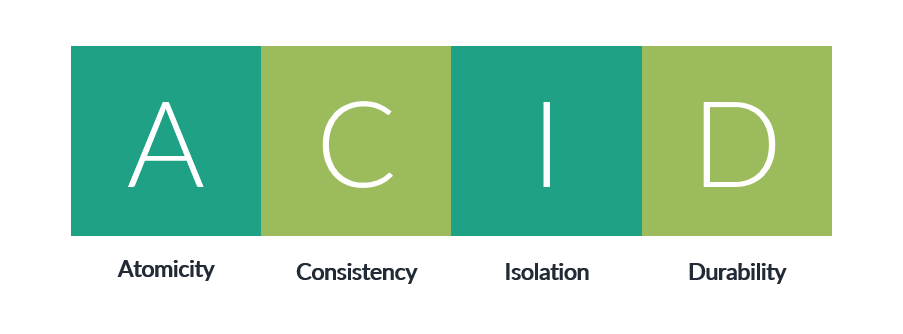 A C I D
Atomicity Consistency Isolation Durability